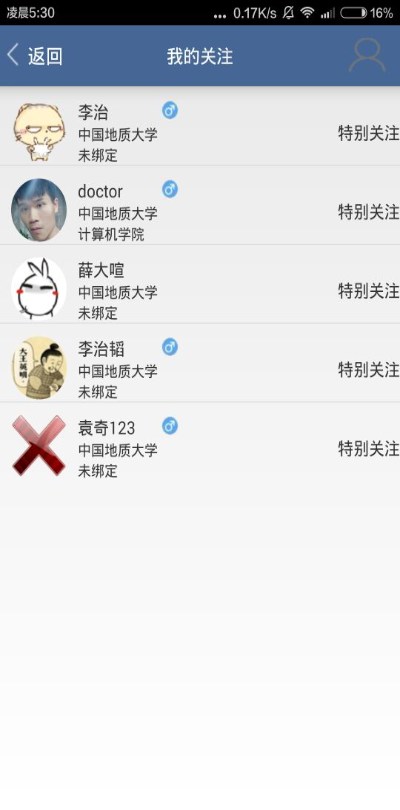 凌晨5:30 ... 0.17K/s 16%
返回 我的关注
李治
中国地质大学 特别关注
未绑定
doctor
中国地质大学 特别关注
计算机学院
薛大喧
中国地质大学 特别关注
未绑定
李治韬
大王英明
中国地质大学 特别关注
未绑定
袁奇123
中国地质大学 特别关注
未绑定